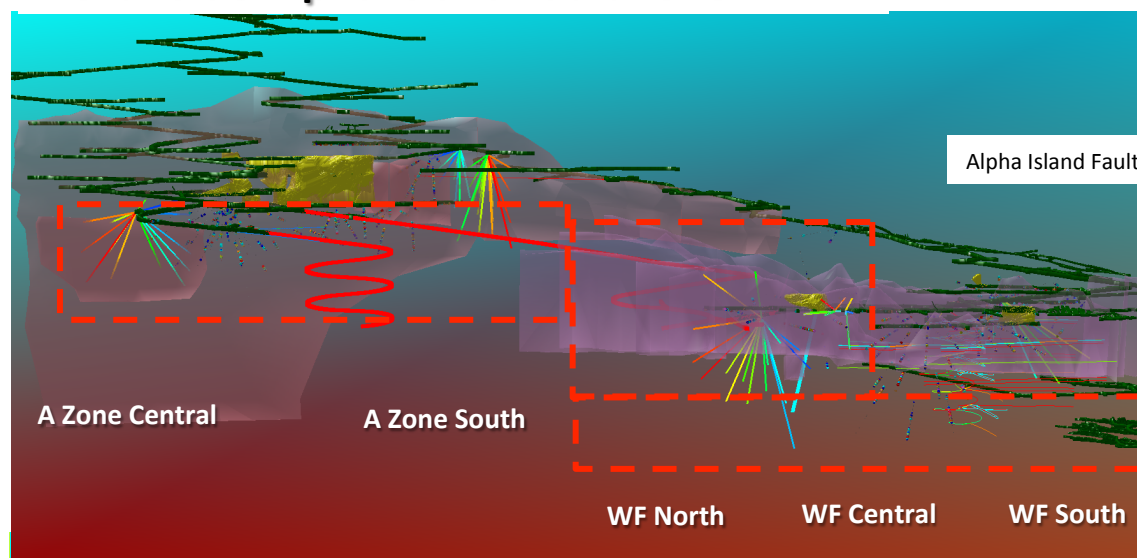 Alpha Island Fault
A Zone Central
A Zone South
WF North
WF Central
WF South